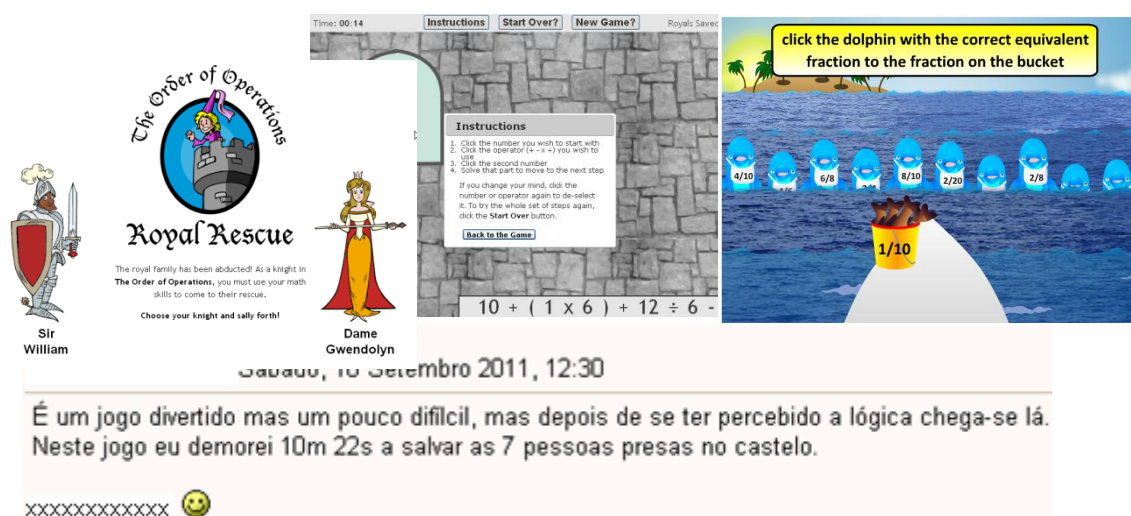 The Order of Operations
Royal Rescue
The royal family has been abducted! As a knight in
The Order of Operations, you must use your math
skills to come to their rescue.
Choose your knight and sally forth!
Sir
William
Dame
Gwendolyn
Time: 00:14
Instructions
Start Over?
New Game?
Royals Saved
Instructions
1. Click the number you wish to start with
2. Click the operator (+ - x ÷) you wish to
use
3. Click the second number
4. Solve that part to move to the next step
If you change your mind, click the
number or operator again to de-select
it. To try the whole set of steps again,
click the Start Over button.
Back to the Game
10 + ( 1 x 6 ) + 12 ÷ 6 -
click the dolphin with the correct equivalent
fraction to the fraction on the bucket
4/10
6/8
8/10
2/20
2/8
1/10
Setembro 2011, 12:30
É um jogo divertido mas um pouco difílcil, mas depois de se ter percebido a lógica chega-se lá.
Neste jogo eu demorei 10m 22s a salvar as 7 pessoas presas no castelo.
xxxxxxxxxxxxx